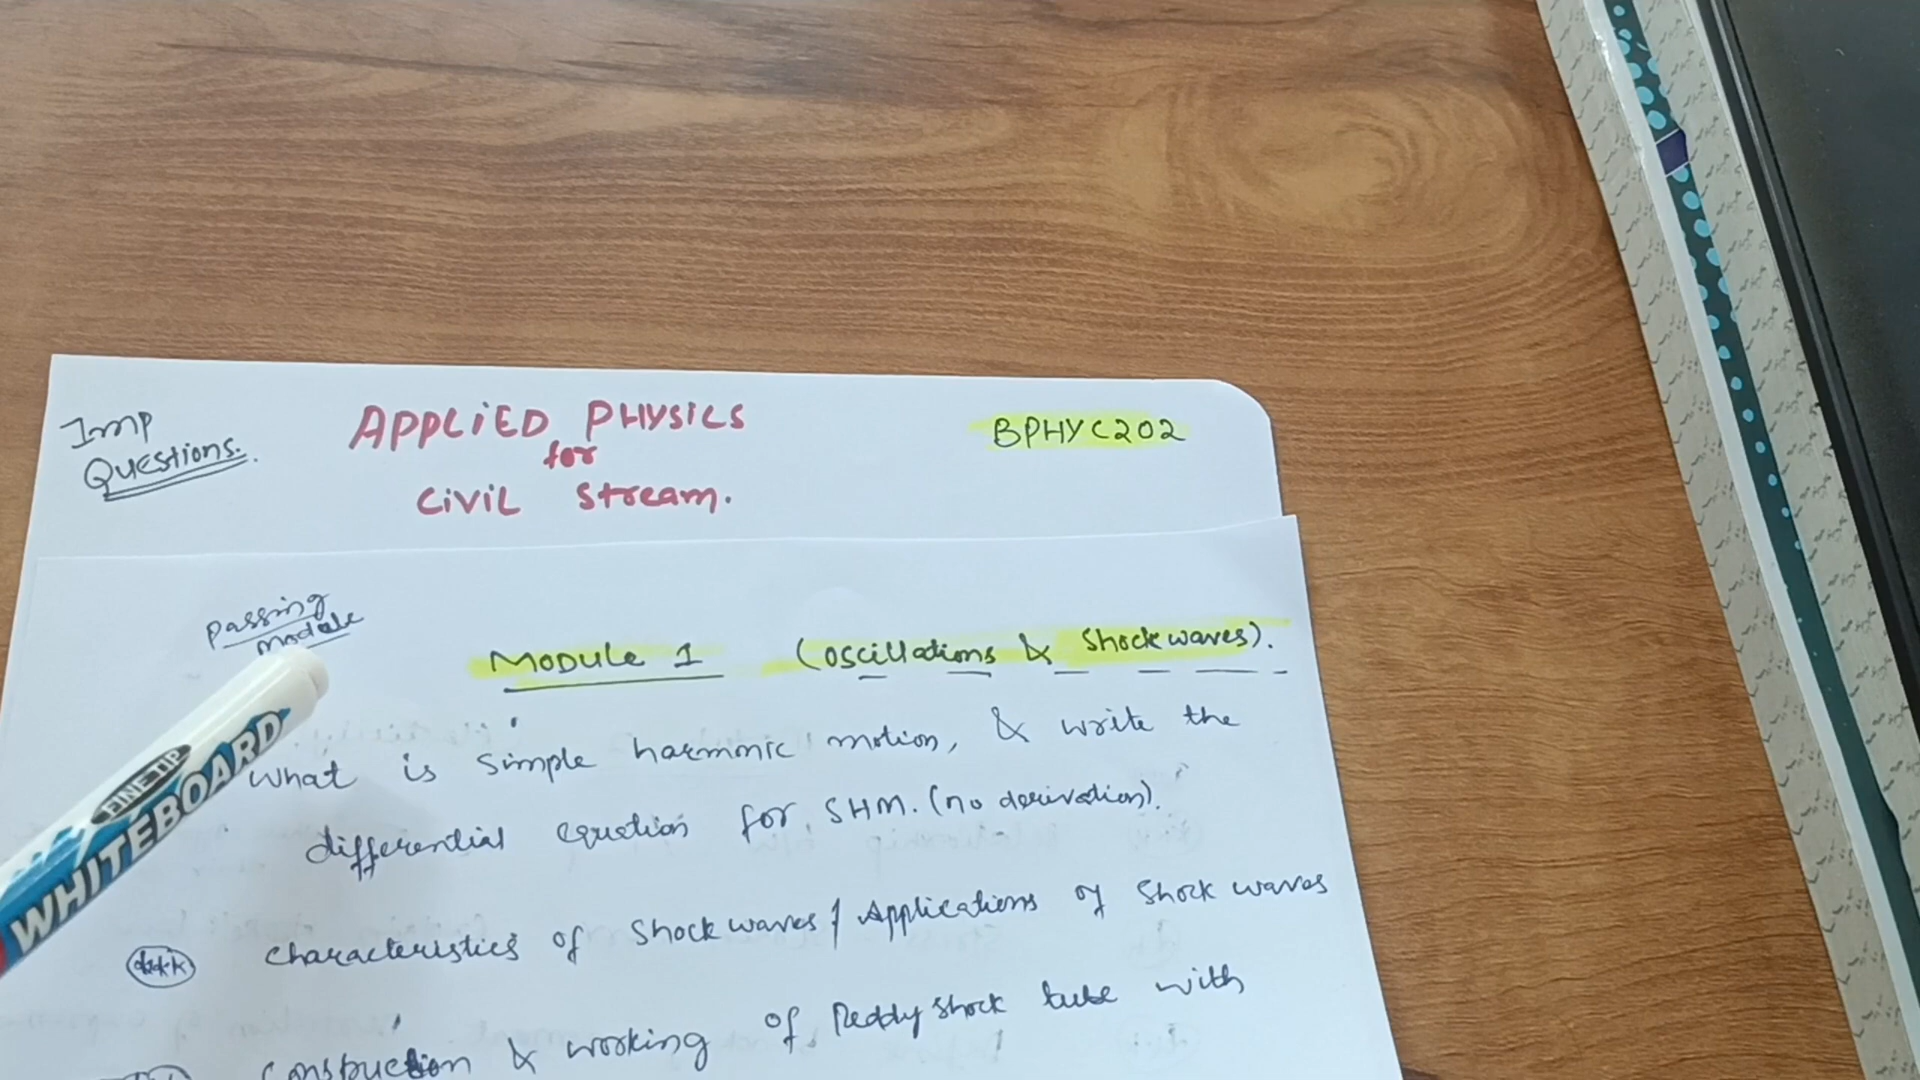 Imp
Questions.
APPLiED PHYSICS
for
CiViL Stream.
BPHYC202
passing
module
Module 1 (oscillations & Shock waves).
what is simple harmonic motion, & write the
differential equation for SHM. (no derivation).
characteristics of Shock waves / Applications of Shock waves
construction & working of Reddy shock tube with
FINE TIP
WHITEBOARD